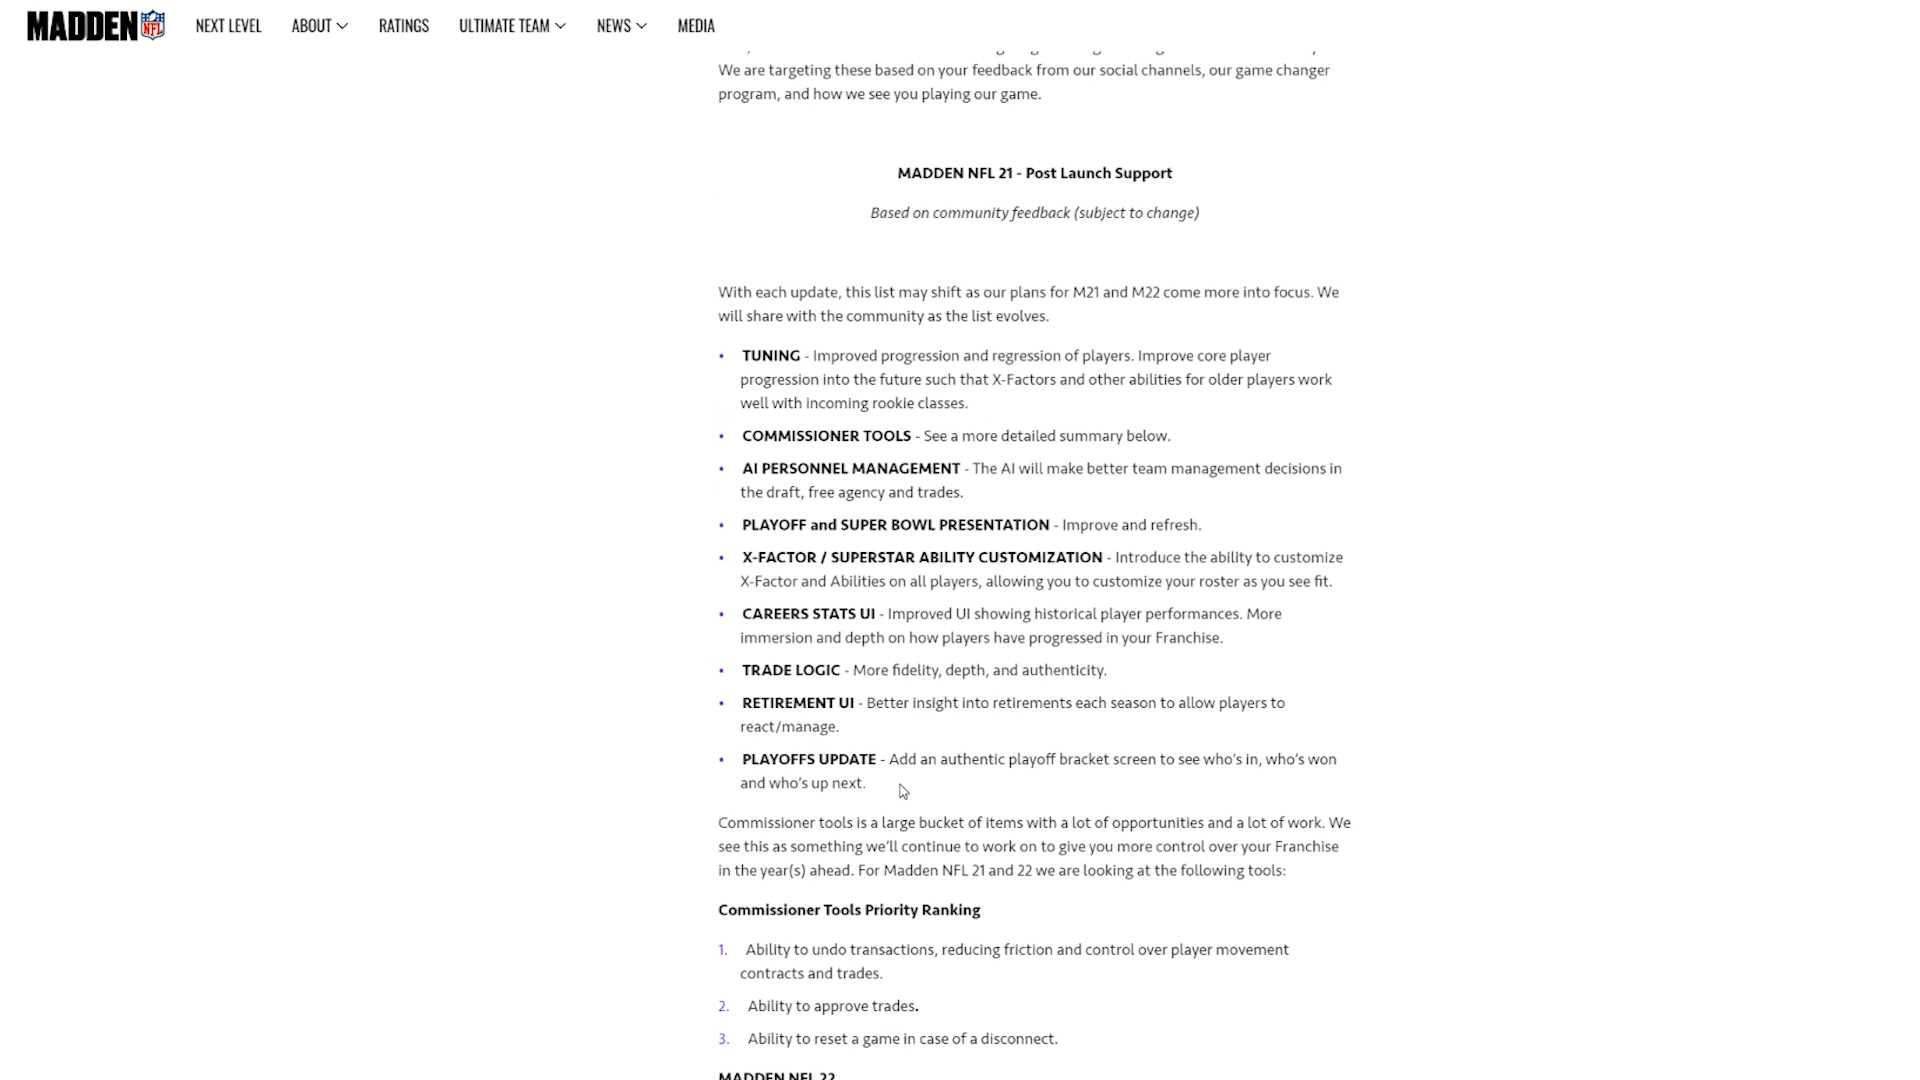 MADDEN NFL NEXT LEVEL ABOUT RATINGS ULTIMATE TEAM NEWS MEDIA
We are targeting these based on your feedback from our social channels, our game changer
program, and how we see you playing our game.
MADDEN NFL 21 - Post Launch Support
Based on community feedback (subject to change)
With each update, this list may shift as our plans for M21 and M22 come more into focus. We
will share with the community as the list evolves.
• TUNING - Improved progression and regression of players. Improve core player
progression into the future such that X-Factors and other abilities for older players work
well with incoming rookie classes.
• COMMISSIONER TOOLS - See a more detailed summary below.
• AI PERSONNEL MANAGEMENT - The AI will make better team management decisions in
the draft, free agency and trades.
• PLAYOFF and SUPER BOWL PRESENTATION - Improve and refresh.
• X-FACTOR / SUPERSTAR ABILITY CUSTOMIZATION - Introduce the ability to customize
X-Factor and Abilities on all players, allowing you to customize your roster as you see fit.
• CAREERS STATS UI - Improved UI showing historical player performances. More
immersion and depth on how players have progressed in your Franchise.
• TRADE LOGIC - More fidelity, depth, and authenticity.
• RETIREMENT UI - Better insight into retirements each season to allow players to
react/manage.
• PLAYOFFS UPDATE - Add an authentic playoff bracket screen to see who's in, who's won
and who's up next.
Commissioner tools is a large bucket of items with a lot of opportunities and a lot of work. We
see this as something we'll continue to work on to give you more control over your Franchise
in the year(s) ahead. For Madden NFL 21 and 22 we are looking at the following tools:
Commissioner Tools Priority Ranking
1. Ability to undo transactions, reducing friction and control over player movement
contracts and trades.
2. Ability to approve trades.
3. Ability to reset a game in case of a disconnect.
MADDEN NFL 22